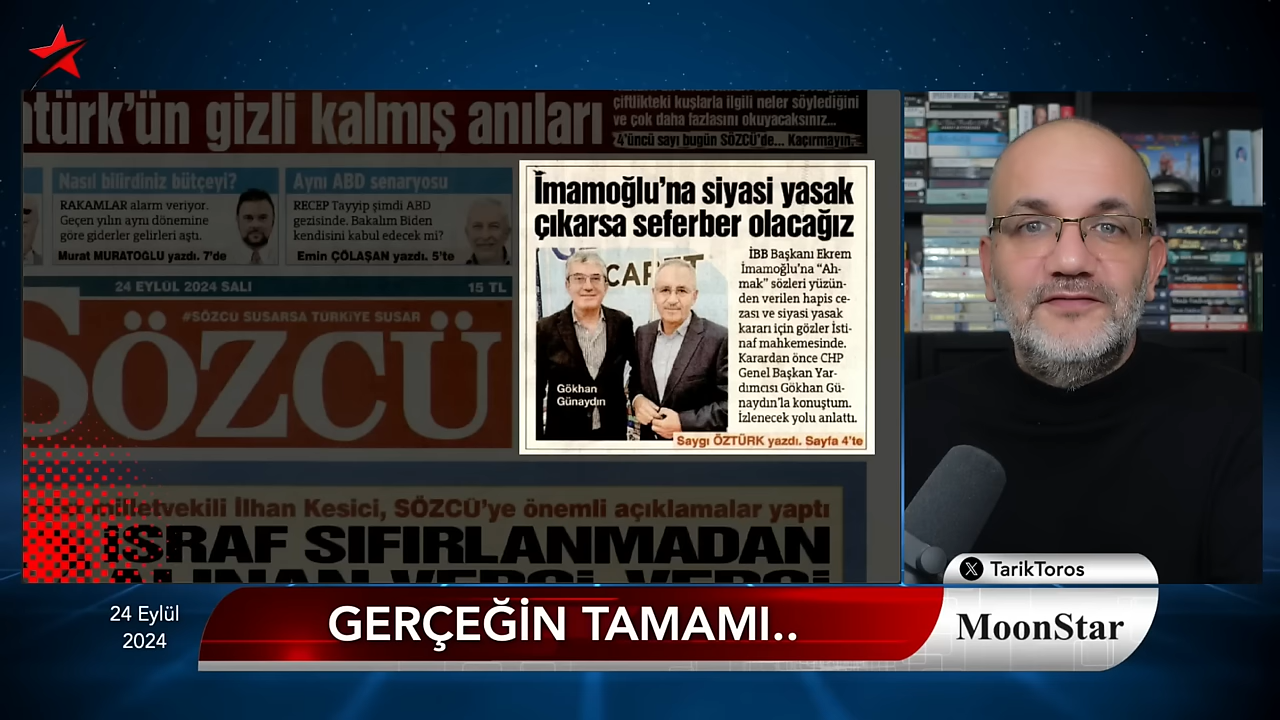 türk'ün gizli kalmış anıları
çiftlikteki kuşlarla ilgili neler söylediğini
ve çok daha fazlasını okuyacaksınız...
4'üncü sayı bugün SÖZCÜ'de... Kaçırmayın..
Nasıl bilirdiniz bütçeyi?
RAKAMLAR alarm veriyor.
Geçen yılın aynı dönemine
göre giderler gelirleri aştı.
Murat MURATOĞLU yazdı. 7'de
Aynı ABD senaryosu
RECEP Tayyip şimdi ABD
gezisinde. Bakalım Biden
kendisini kabul edecek mi?
Emin ÇÖLAŞAN yazdı. 5'te
24 EYLÜL 2024 SALI
15 TL
#SÖZCÜ SUSARSA TÜRKİYE SUSAR
SÖZCÜ
İmamoğlu'na siyasi yasak
çıkarsa seferber olacağız
CAFE
Gökhan
Günaydın
İBB Başkanı Ekrem
İmamoğlu'na "Ah-
mak" sözleri yüzün-
den verilen hapis ce-
zası ve siyasi yasak
kararı için gözler İsti-
naf mahkemesinde.
Karardan önce CHP
Genel Başkan Yar-
dımcısı Gökhan Gü-
naydın'la konuştum.
İzlenecek yolu anlattı.
Saygı ÖZTÜRK yazdı. Sayfa 4'te
milletvekili İlhan Kesici, SÖZCÜ'ye önemli açıklamalar yaptı
İSRAF SIFIRLANMADAN
TarikToros
MoonStar
24 Eylül
2024
GERÇEĞİN TAMAMI..